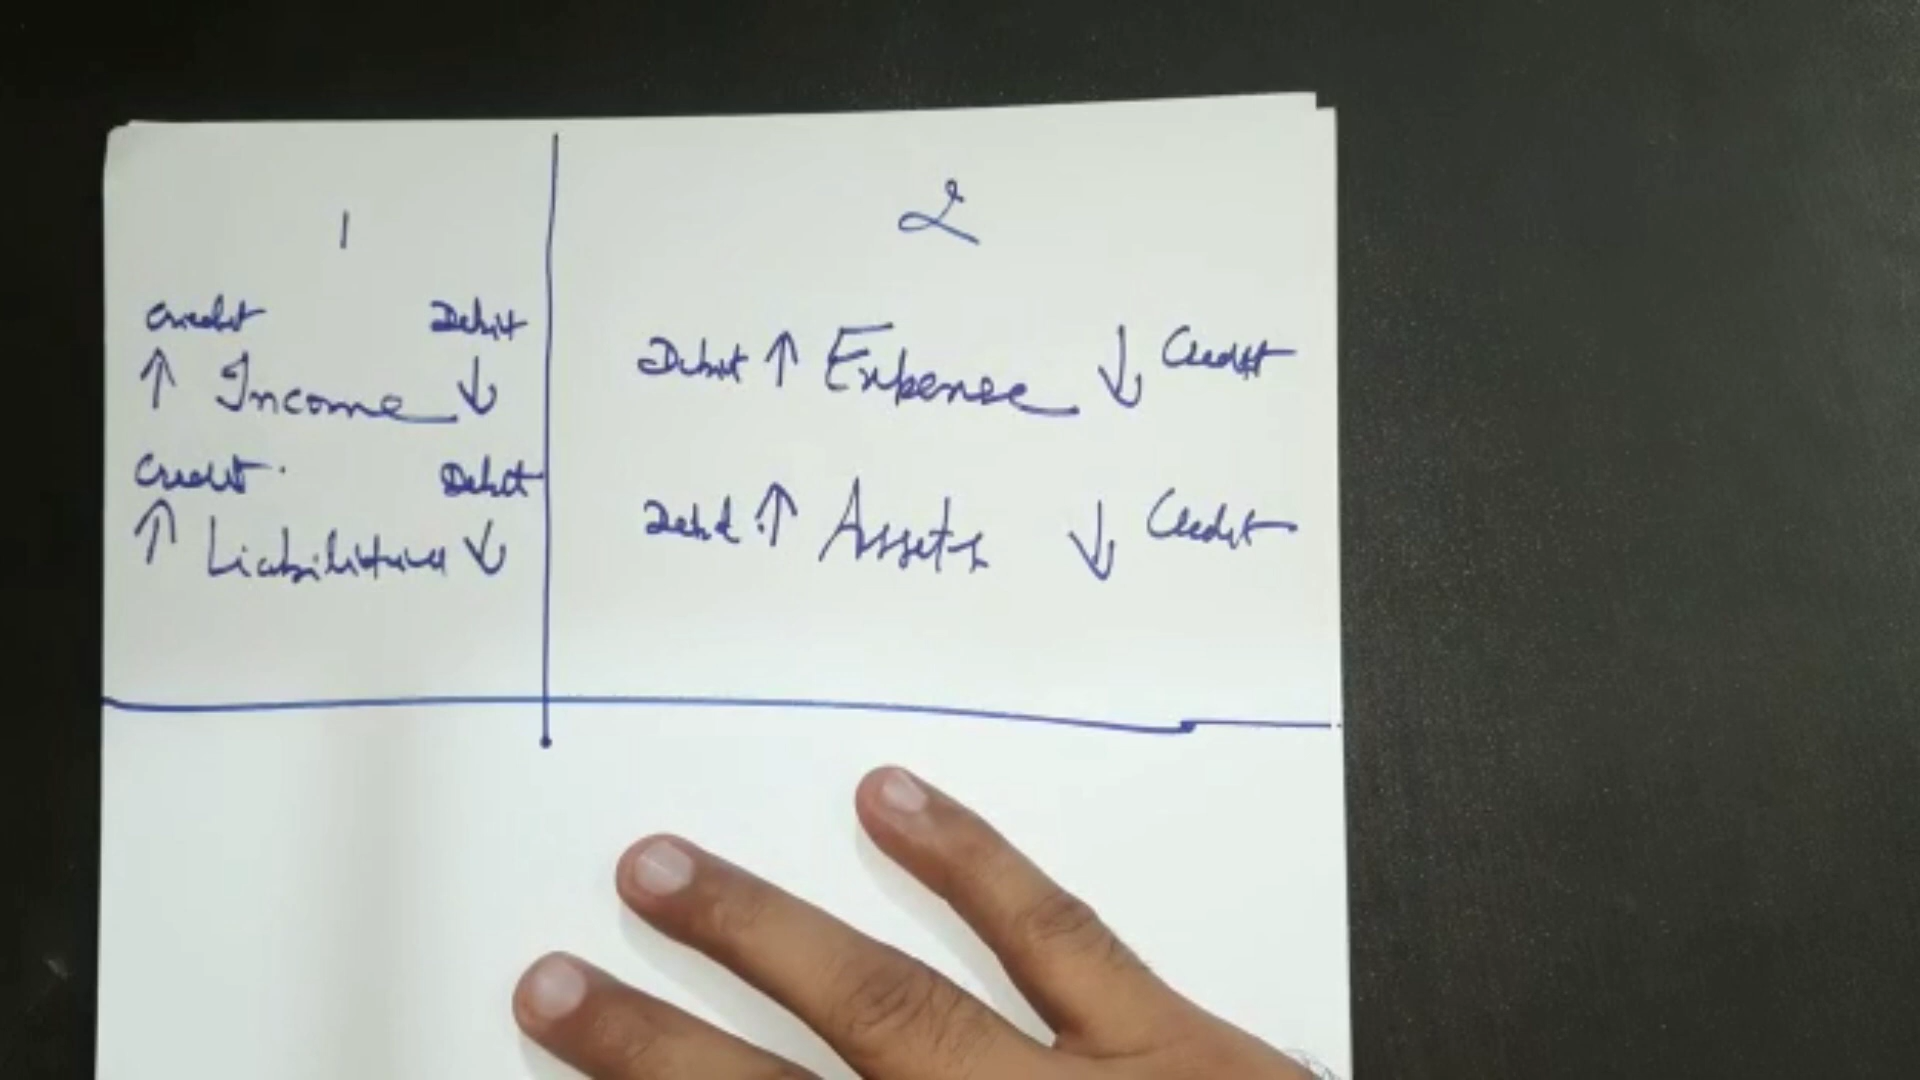 1
Credit Debit
↑ Income ↓
Credit. Debit
↑ Liabilities ↓
2
Debit ↑ Expense ↓ Credit
Debit ↑ Assets ↓ Credit